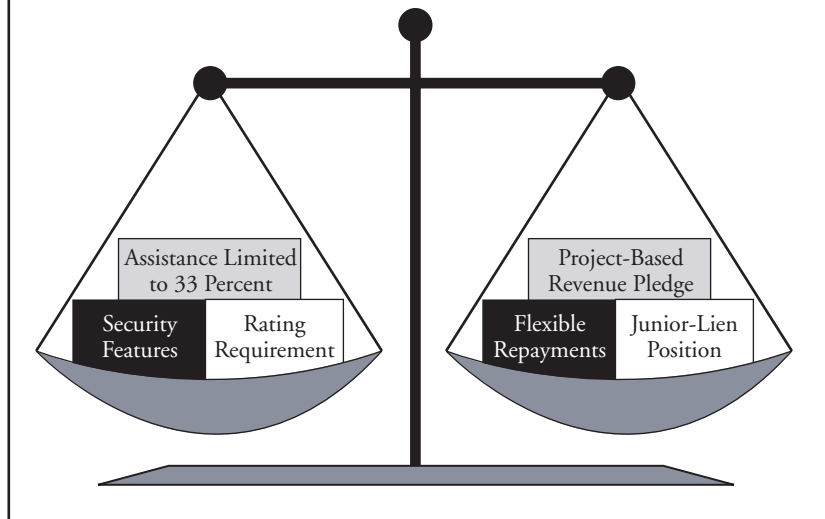 Assistance Limited
to 33 Percent
Security
Features
Rating
Requirement
Project-Based
Revenue Pledge
Flexible
Repayments
Junior-Lien
Position